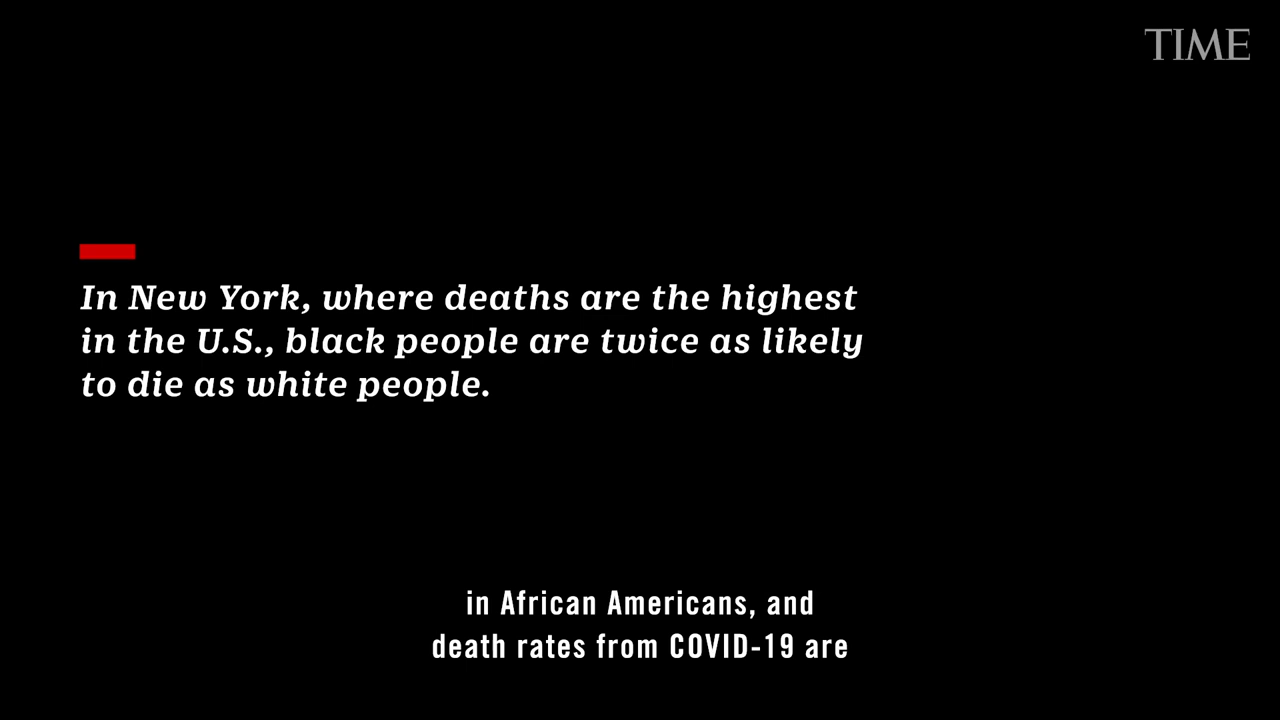 TIME
In New York, where deaths are the highest
in the U.S., black people are twice as likely
to die as white people.
in African Americans, and
death rates from COVID-19 are